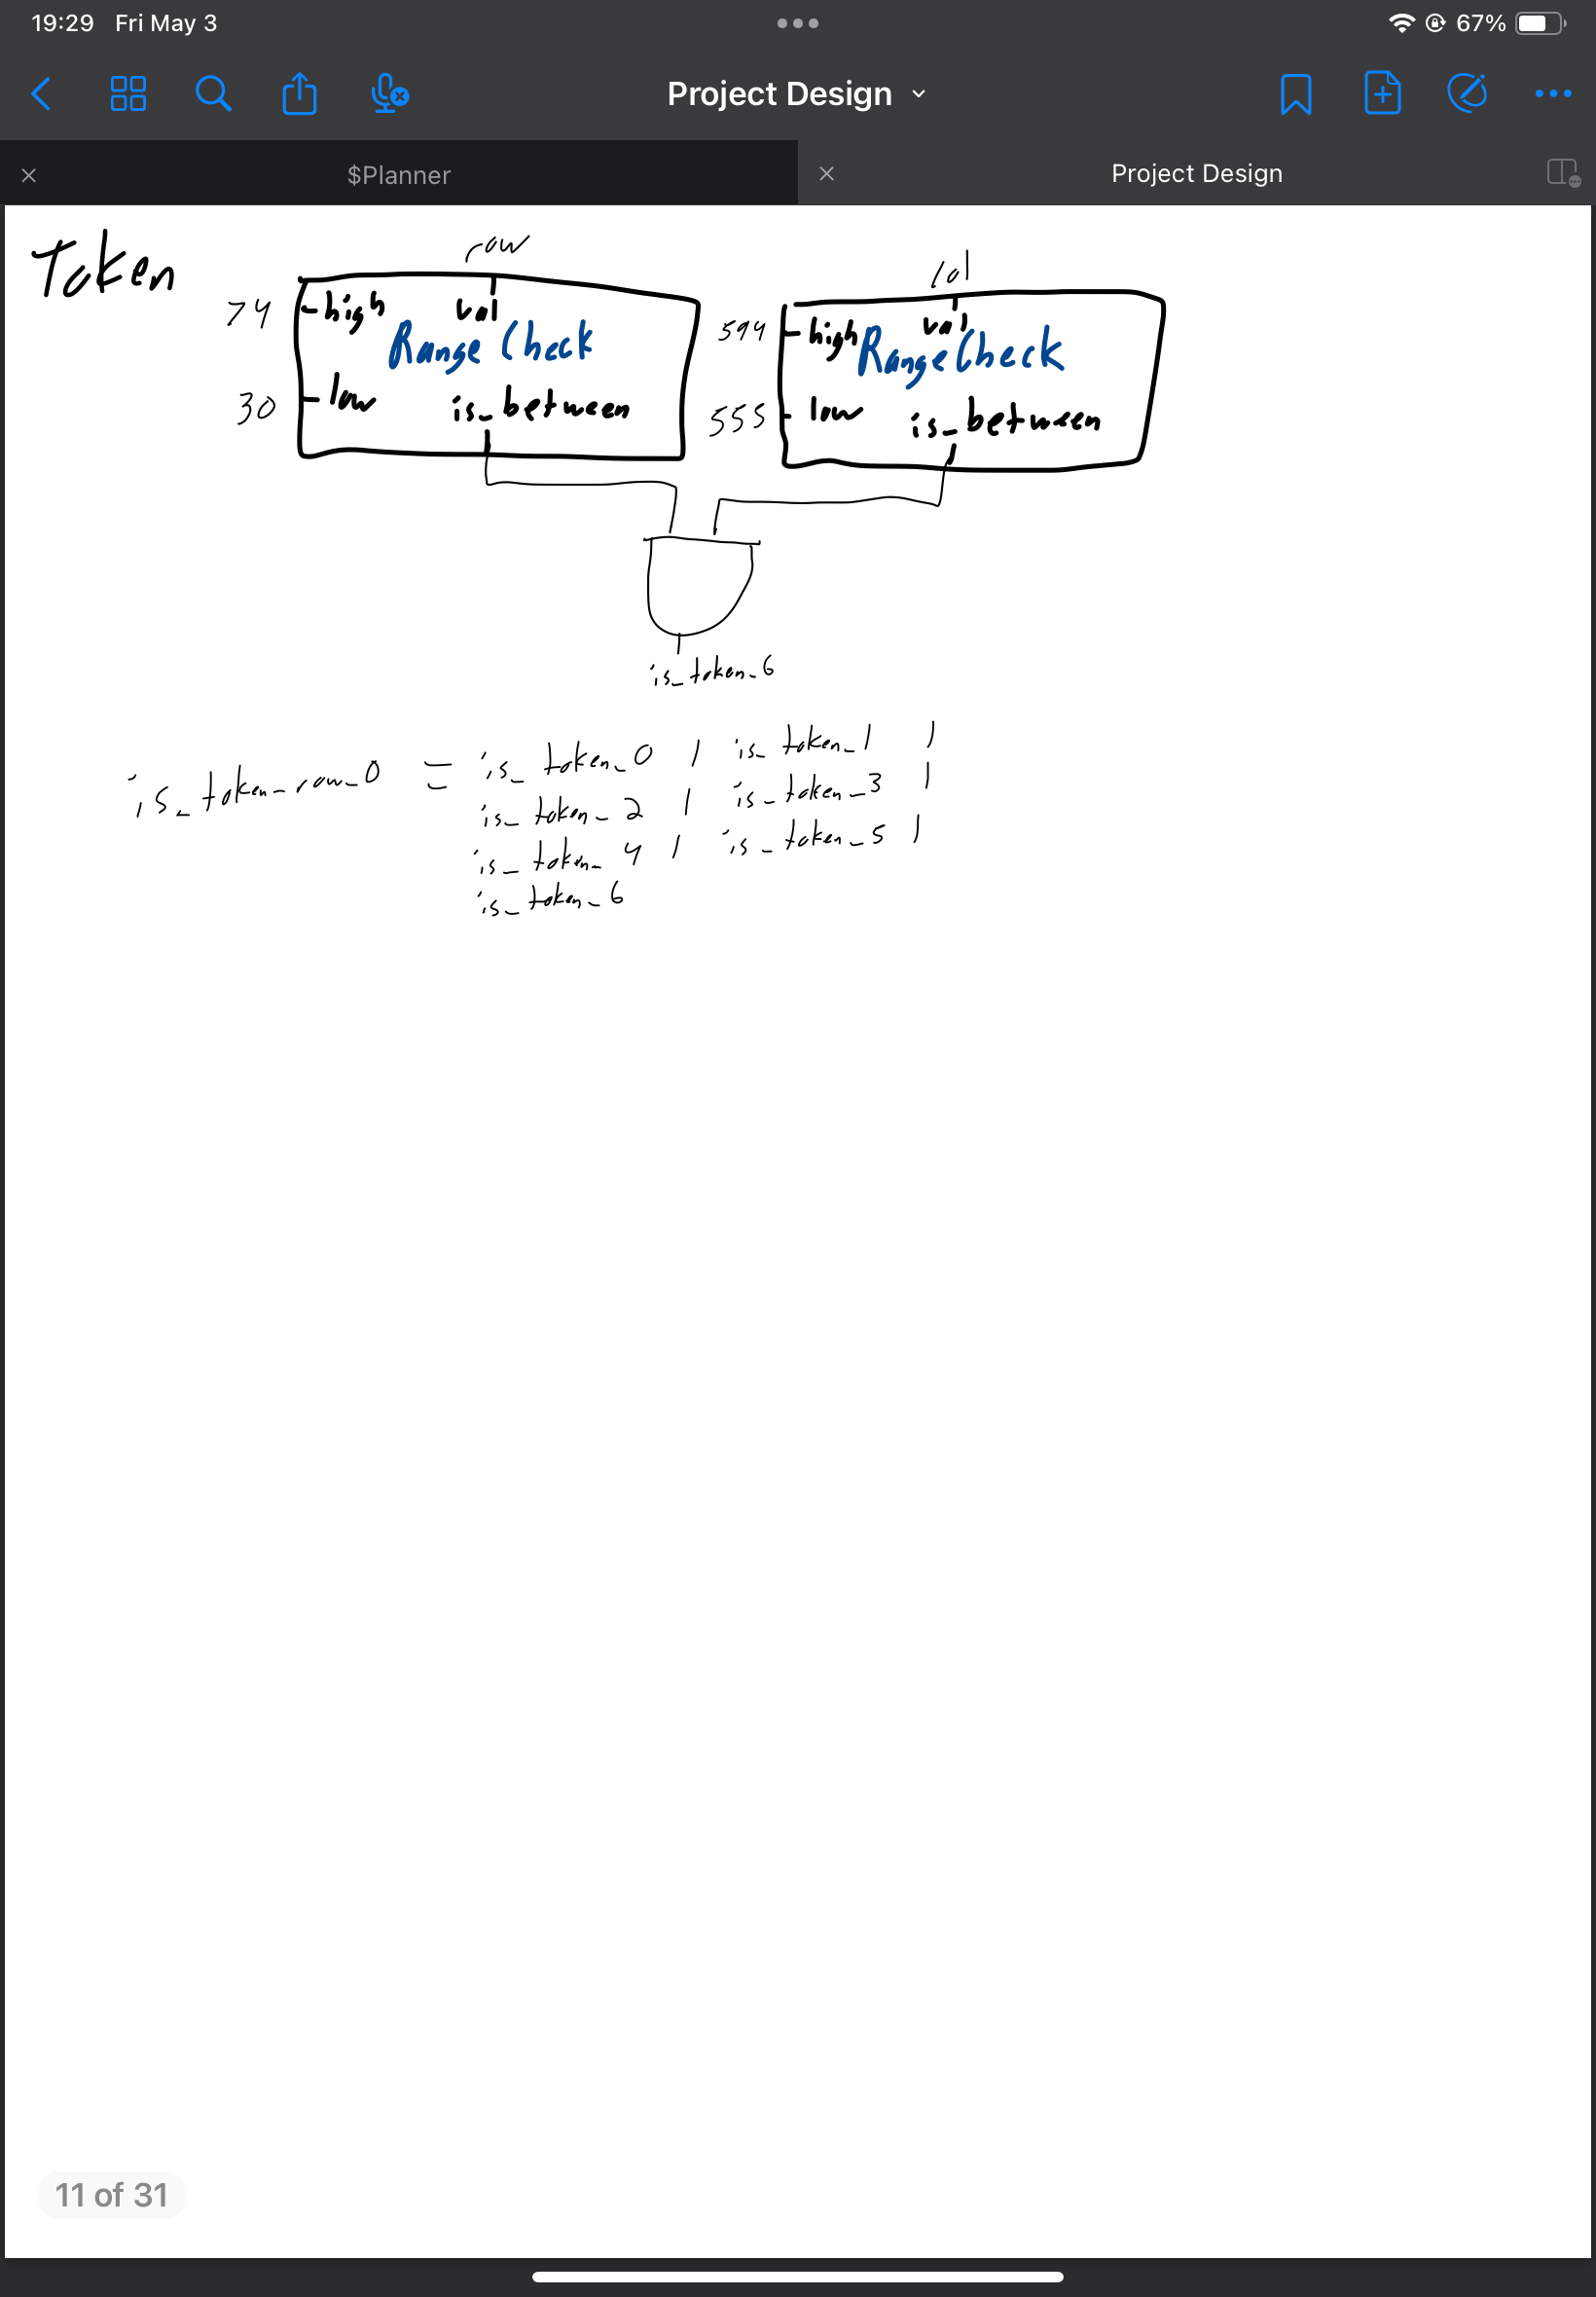 19:29 Fri May 3
67%
Project Design
$Planner
Project Design
Token
row
col
74
high
val
Range Check
30
low
is_between
594
high
val
Range Check
555
low
is_between
is_token_6
is_token_row_0 = is_token_0 | is_token_1 |
is_token_2 | is_token_3 |
is_token_4 | is_token_5 |
is_token_6
11 of 31